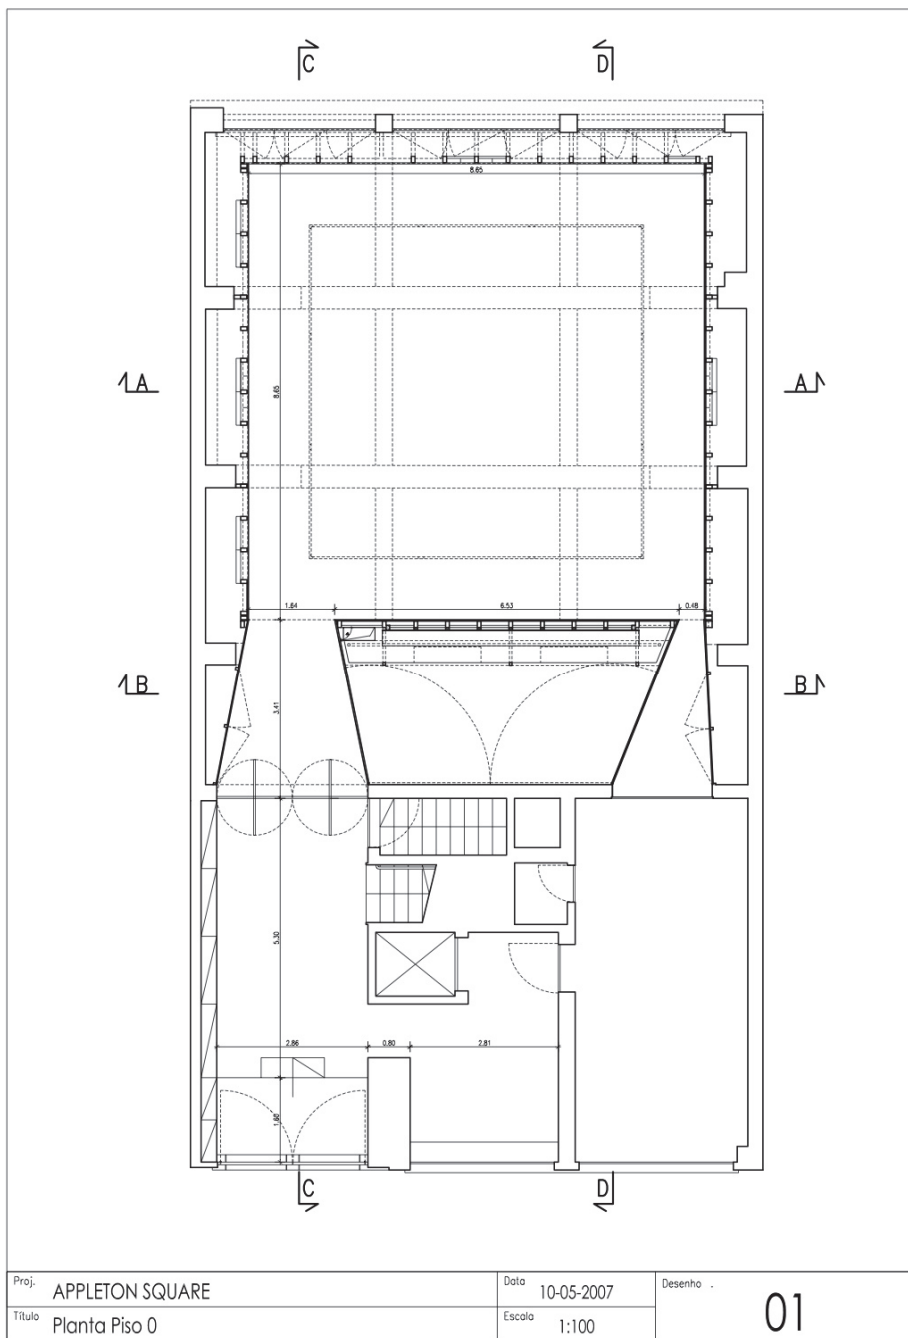 C D
8.65
8.65
A A
1.64 6.53 0.48
B B
3.41
5.30
2.86 0.80 2.81
1.60
C D
Proj. APPLETON SQUARE
Data 10-05-2007
Desenho .
01
Título Planta Piso 0
Escala 1:100